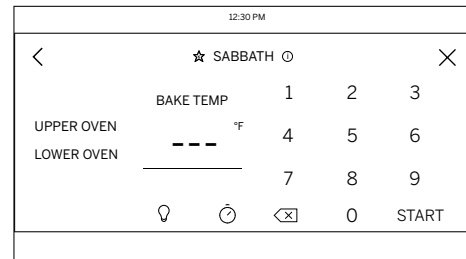 12:30 PM
SABBATH
BAKE TEMP
1 2 3
UPPER OVEN
LOWER OVEN
--- °F
4 5 6
7 8 9
0 START